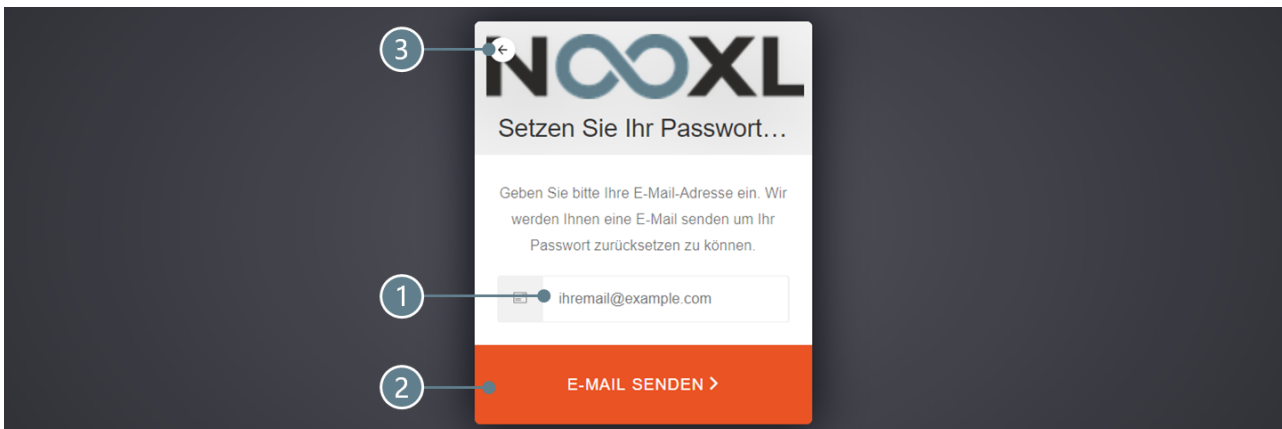 3
NOOXL
Setzen Sie Ihr Passwort...
Geben Sie bitte Ihre E-Mail-Adresse ein. Wir
werden Ihnen eine E-Mail senden um Ihr
Passwort zurücksetzen zu können.
1
ihremail@example.com
2
E-MAIL SENDEN